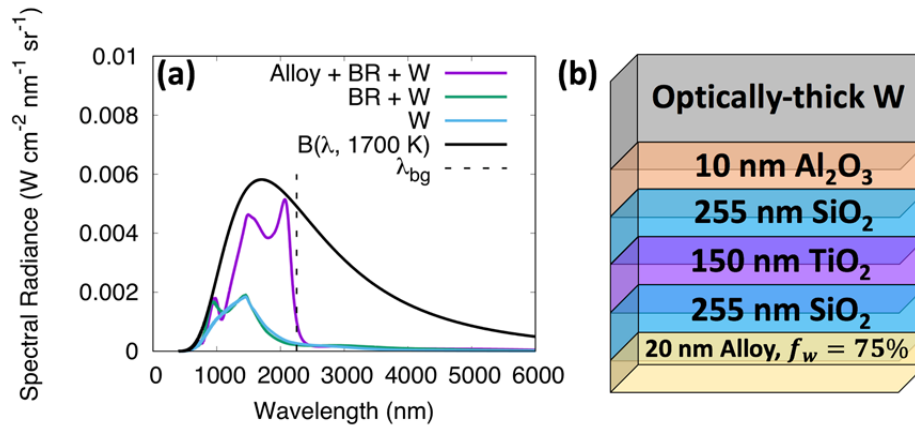 (a)
Spectral Radiance (W cm⁻² nm⁻¹ sr⁻¹)
0.01
0.008
0.006
0.004
0.002
0
Alloy + BR + W
BR + W
W
B(λ, 1700 K)
λbg
0 1000 2000 3000 4000 5000 6000
Wavelength (nm)
(b)
Optically-thick W
10 nm Al₂O₃
255 nm SiO₂
150 nm TiO₂
255 nm SiO₂
20 nm Alloy, f_w = 75%